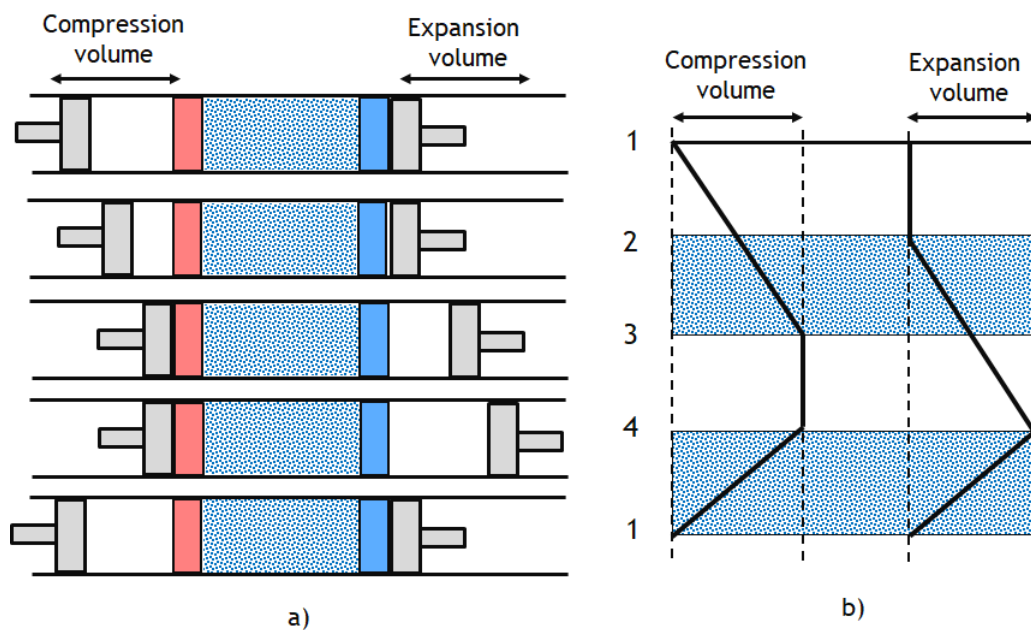 Compression
volume
Expansion
volume
a)
Compression
volume
Expansion
volume
1
2
3
4
1
b)